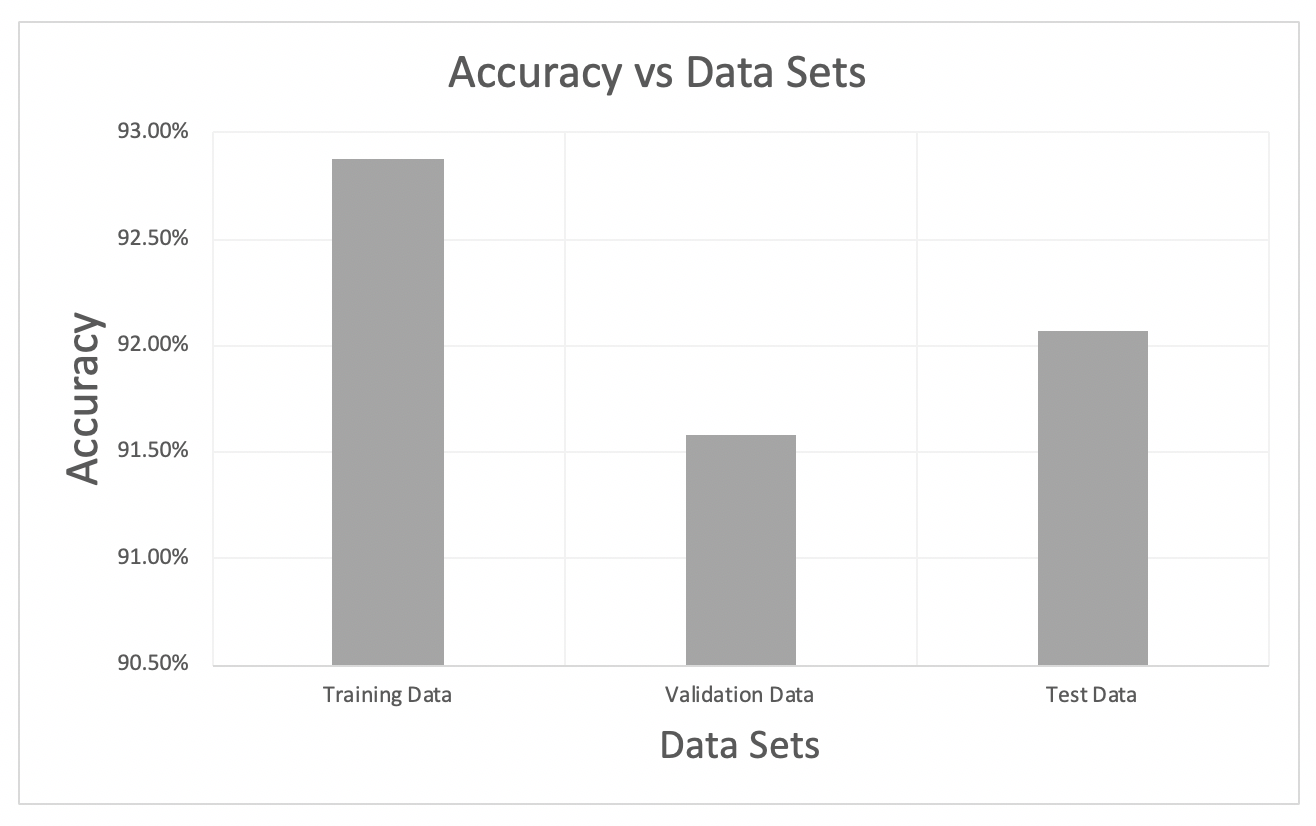 Accuracy vs Data Sets
93.00%
92.50%
92.00%
91.50%
91.00%
90.50%
Accuracy
Training Data
Validation Data
Test Data
Data Sets